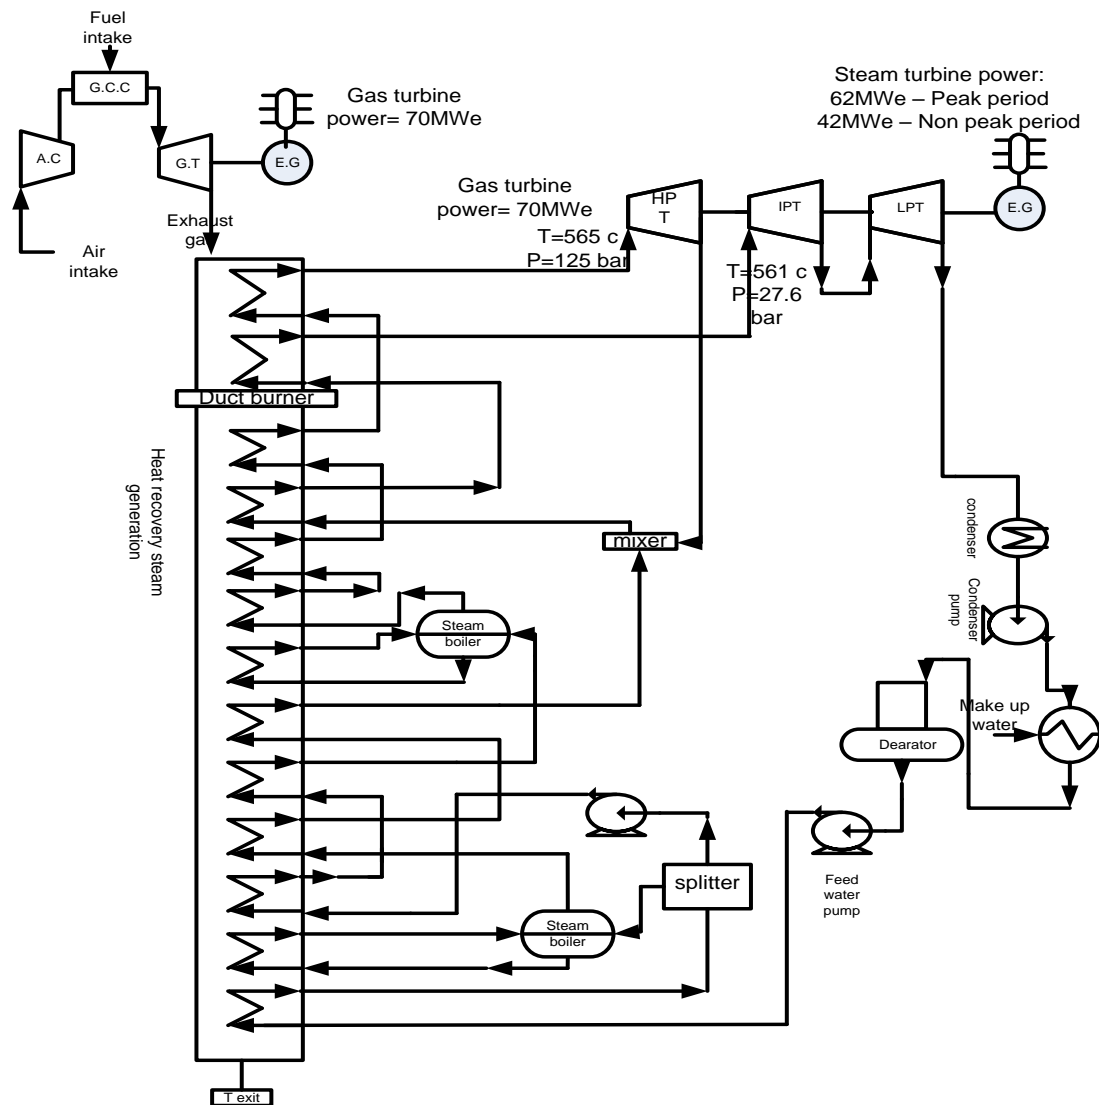 Fuel
intake
G.C.C
A.C
G.T
E.G
Gas turbine
power= 70MWe
Exhaust
gas
Air
intake
Steam turbine power:
62MWe – Peak period
42MWe – Non peak period
Gas turbine
power= 70MWe
HP
T
IPT
LPT
E.G
T=565 c
P=125 bar
T=561 c
P=27.6
bar
Duct burner
Heat recovery steam
generation
mixer
Steam
boiler
condenser
Condenser
pump
Make up
water
Dearator
Feed
water
pump
splitter
Steam
boiler
T exit